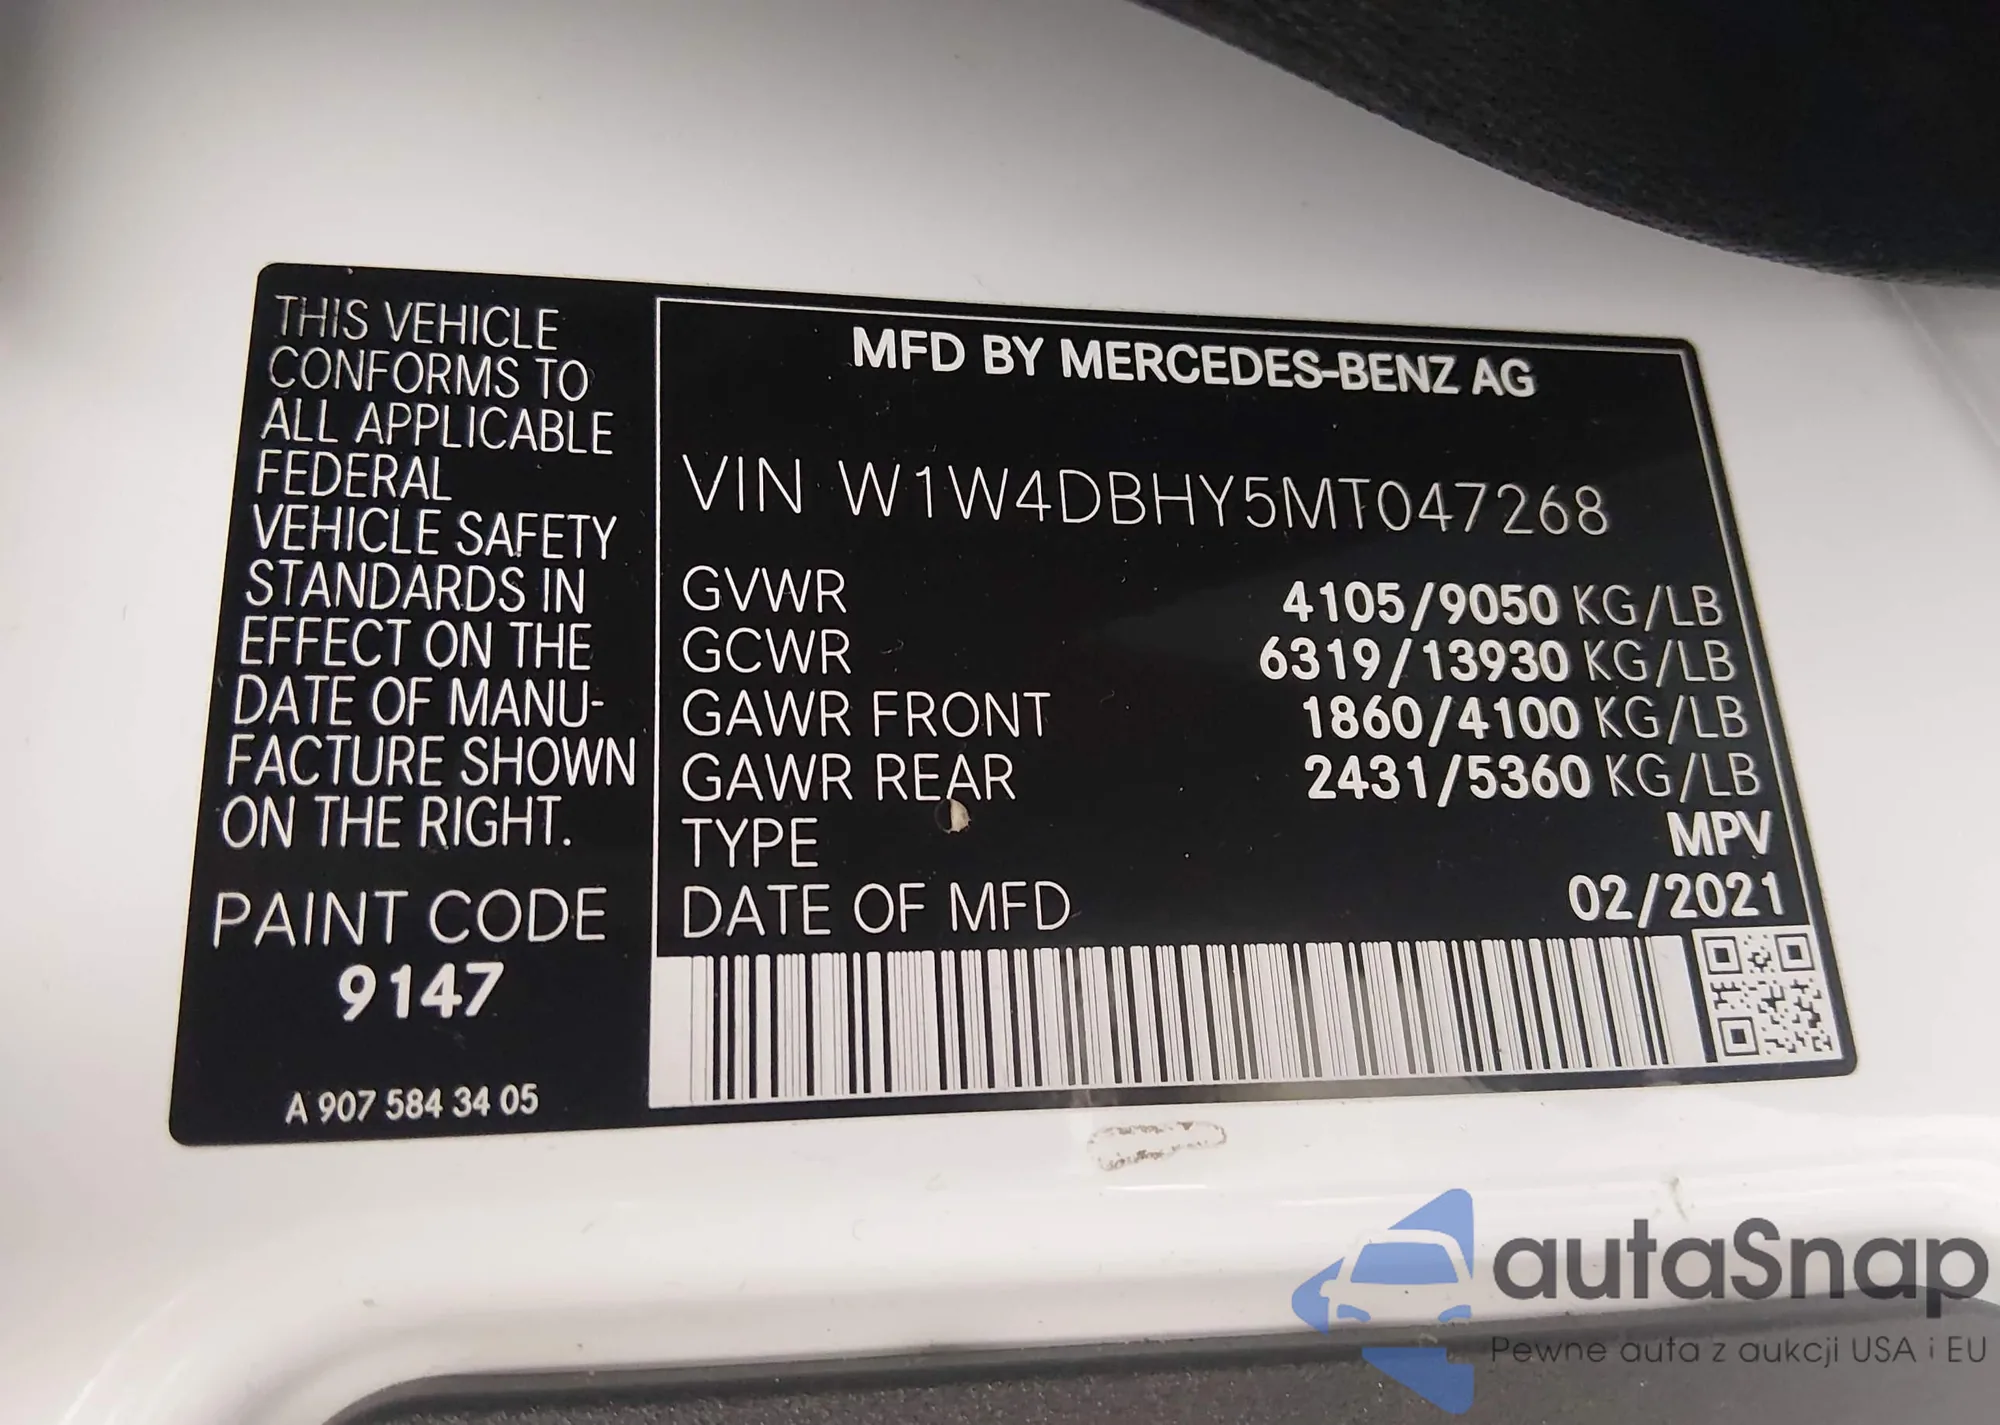 THIS VEHICLE
CONFORMS TO
ALL APPLICABLE
FEDERAL
VEHICLE SAFETY
STANDARDS IN
EFFECT ON THE
DATE OF MANU-
FACTURE SHOWN
ON THE RIGHT.
PAINT CODE
9147
A 907 584 34 05
MFD BY MERCEDES-BENZ AG
VIN W1W4DBHY5MT047268
GVWR 4105/9050 KG/LB
GCWR 6319/13930 KG/LB
GAWR FRONT 1860/4100 KG/LB
GAWR REAR 2431/5360 KG/LB
TYPE MPV
DATE OF MFD 02/2021
autaSnap
Pewne auta z aukcji USA i EU